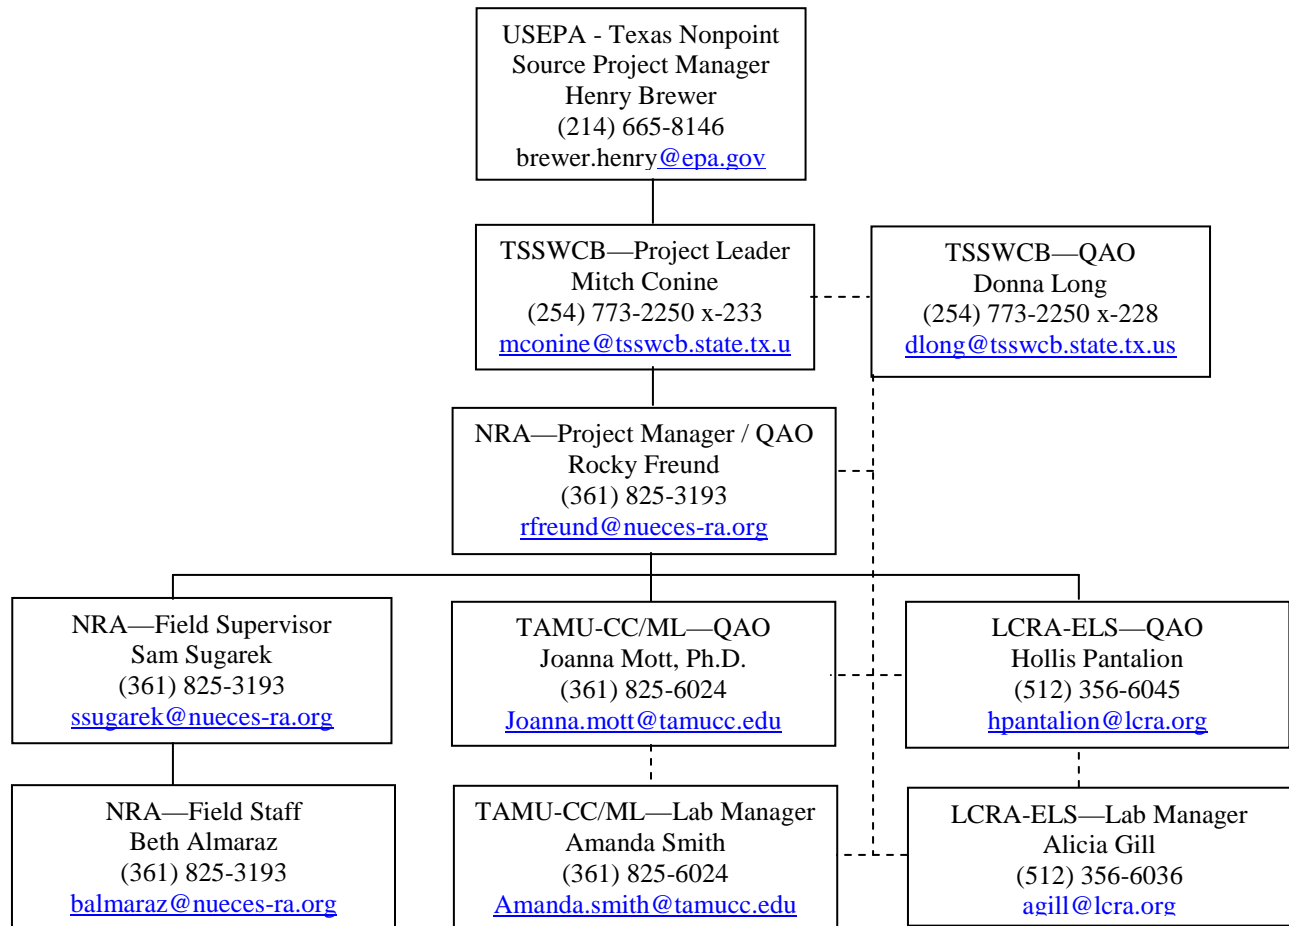 USEPA - Texas Nonpoint
Source Project Manager
Henry Brewer
(214) 665-8146
brewer.henry@epa.gov
TSSWCB—Project Leader
Mitch Conine
(254) 773-2250 x-233
mconine@tsswcb.state.tx.u
TSSWCB—QAO
Donna Long
(254) 773-2250 x-228
dlong@tsswcb.state.tx.us
NRA—Project Manager / QAO
Rocky Freund
(361) 825-3193
rfreund@nueces-ra.org
NRA—Field Supervisor
Sam Sugarek
(361) 825-3193
ssugarek@nueces-ra.org
TAMU-CC/ML—QAO
Joanna Mott, Ph.D.
(361) 825-6024
Joanna.mott@tamucc.edu
LCRA-ELS—QAO
Hollis Pantalion
(512) 356-6045
hpantalion@lcra.org
NRA—Field Staff
Beth Almaraz
(361) 825-3193
balmaraz@nueces-ra.org
TAMU-CC/ML—Lab Manager
Amanda Smith
(361) 825-6024
Amanda.smith@tamucc.edu
LCRA-ELS—Lab Manager
Alicia Gill
(512) 356-6036
agill@lcra.org